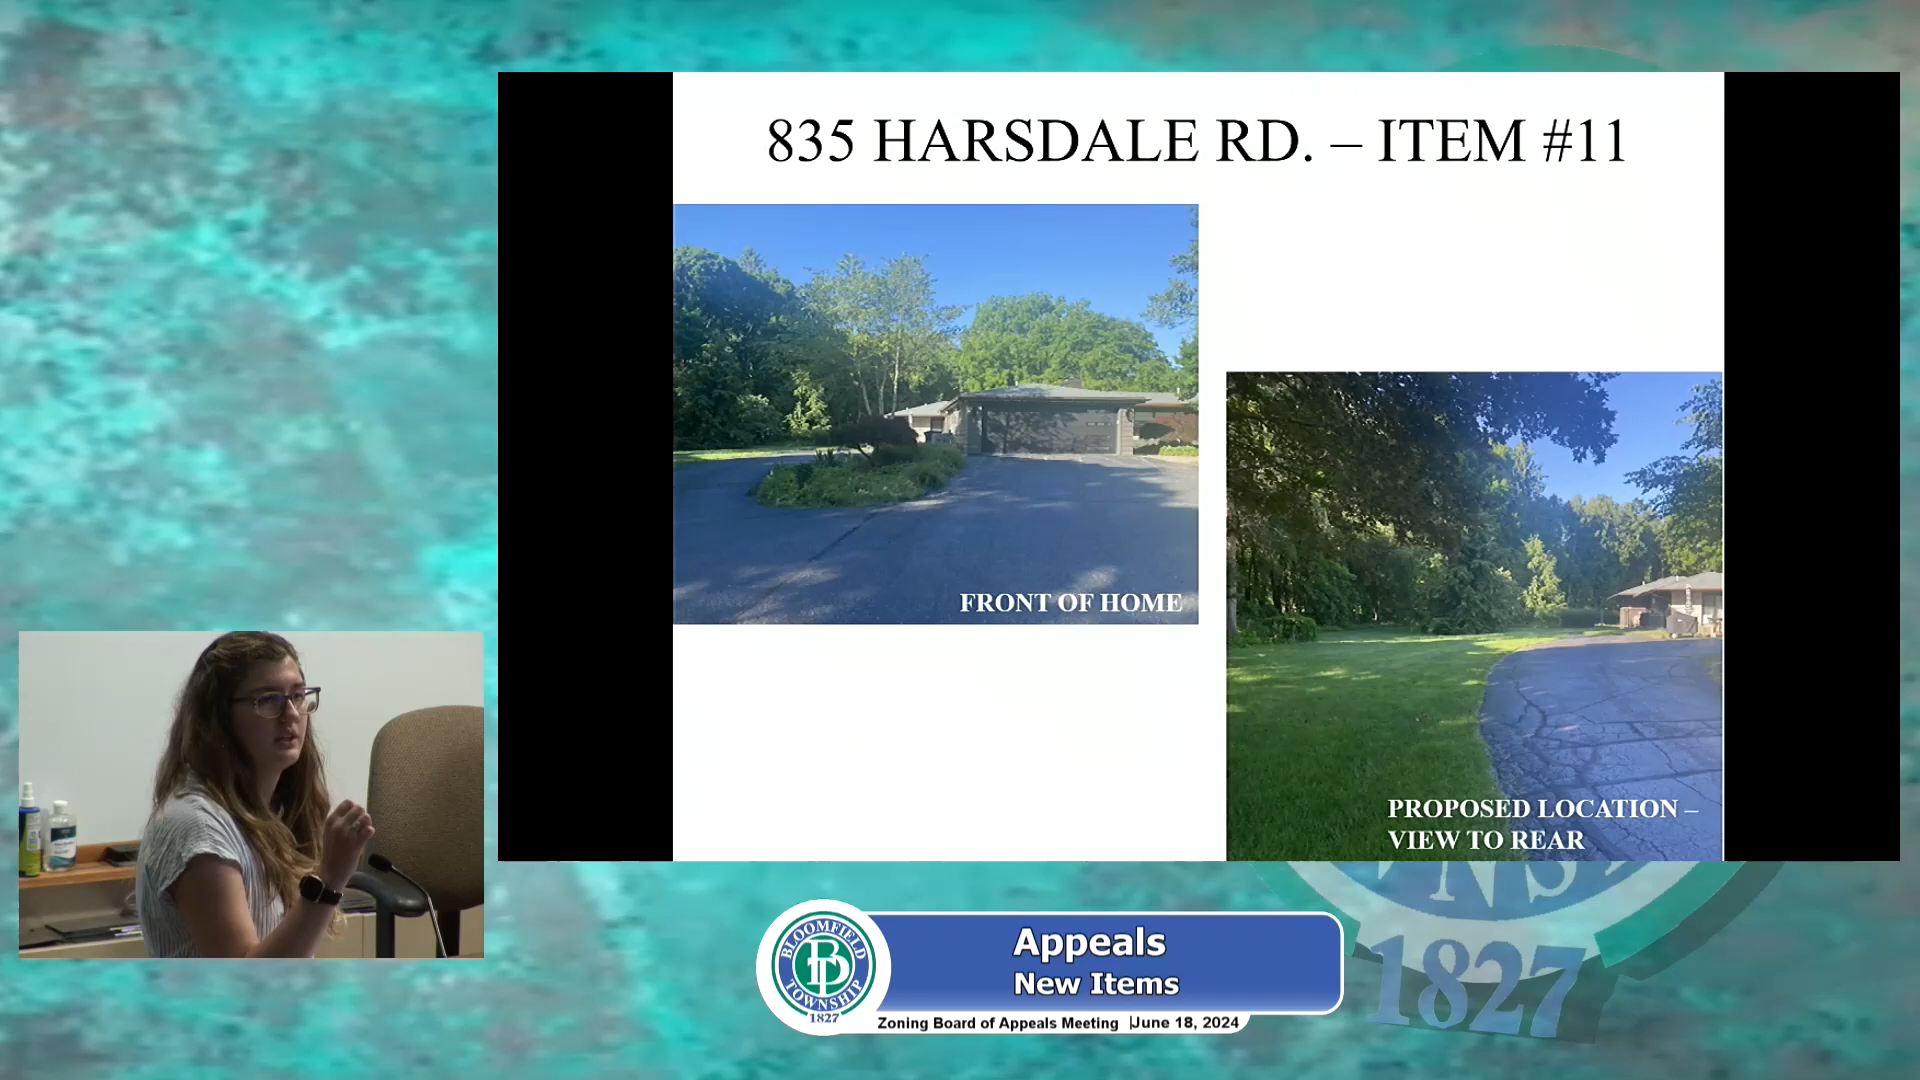 835 HARSDALE RD. – ITEM #11
FRONT OF HOME
PROPOSED LOCATION –
VIEW TO REAR
BLOOMFIELD
BT
TOWNSHIP
1827
Appeals
New Items
Zoning Board of Appeals Meeting |June 18, 2024
1827